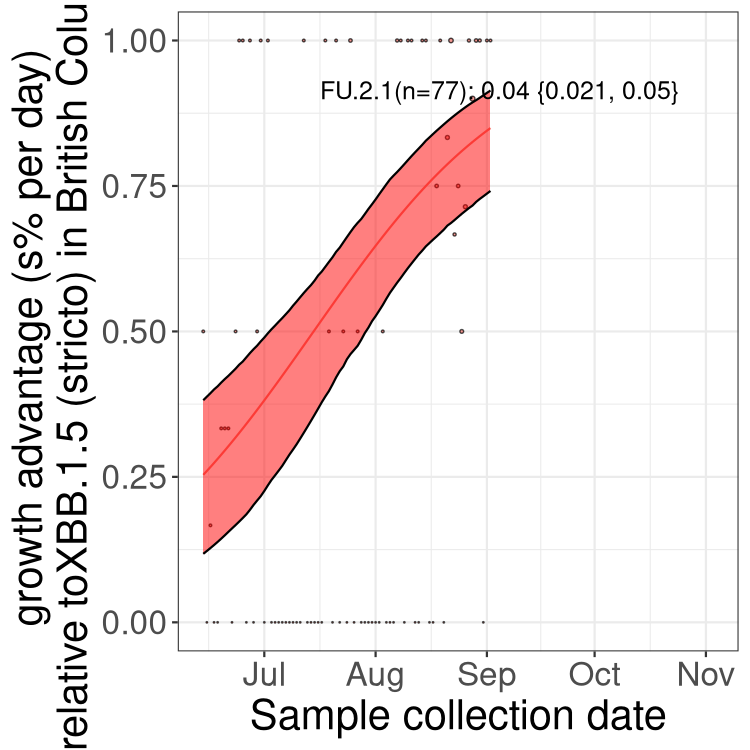 growth advantage (s% per day)
relative toXBB.1.5 (stricto) in British Colu
1.00
0.75
0.50
0.25
0.00
FU.2.1(n=77): 0.04 {0.021, 0.05}
Jul Aug Sep Oct Nov
Sample collection date